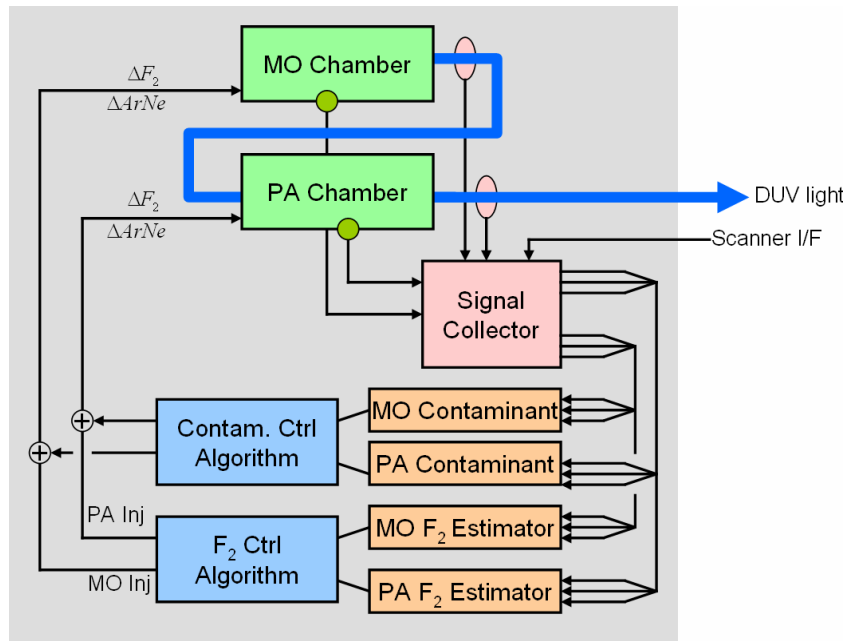 MO Chamber
ΔF₂
ΔArNe
PA Chamber
DUV light
ΔF₂
ΔArNe
Scanner I/F
Signal
Collector
MO Contaminant
Contam. Ctrl
Algorithm
PA Contaminant
PA Inj
MO F₂ Estimator
F₂ Ctrl
Algorithm
MO Inj
PA F₂ Estimator